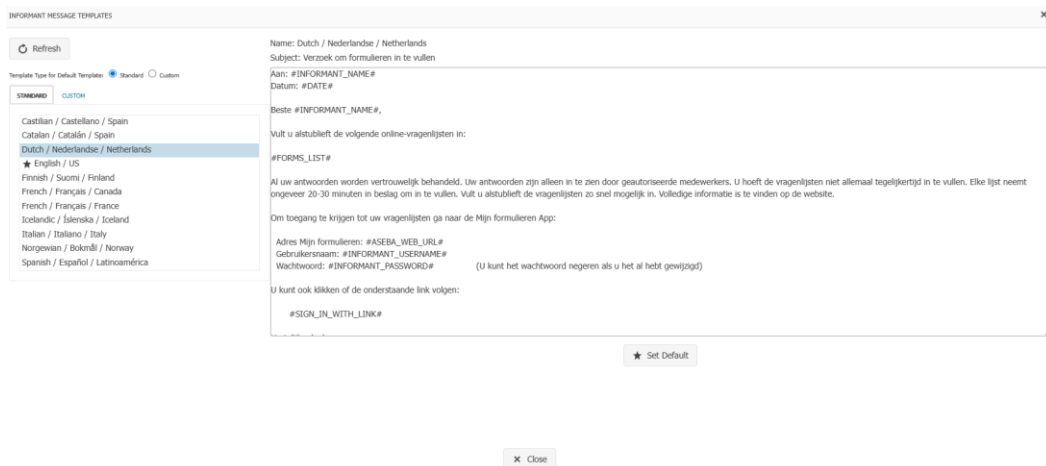 INFORMANT MESSAGE TEMPLATES
Refresh
Template Type for Default Template: Standard Custom
STANDARD CUSTOM
Castilian / Castellano / Spain
Catalan / Catalán / Spain
Dutch / Nederlandse / Netherlands
English / US
Finnish / Suomi / Finland
French / Français / Canada
French / Français / France
Icelandic / Íslenska / Iceland
Italian / Italiano / Italy
Norgewian / Bokmål / Norway
Spanish / Español / Latinoamérica
Name: Dutch / Nederlandse / Netherlands
Subject: Verzoek om formulieren in te vullen
Aan: #INFORMANT_NAME#
Datum: #DATE#
Beste #INFORMANT_NAME#,
Vult u alstublieft de volgende online-vragenlijsten in:
#FORMS_LIST#
Al uw antwoorden worden vertrouwelijk behandeld. Uw antwoorden zijn alleen in te zien door geautoriseerde medewerkers. U hoeft de vragenlijsten niet allemaal tegelijkertijd in te vullen. Elke lijst neemt
ongeveer 20-30 minuten in beslag om in te vullen. Vult u alstublieft de vragenlijsten zo snel mogelijk in. Volledige informatie is te vinden op de website.
Om toegang te krijgen tot uw vragenlijsten ga naar de Mijn formulieren App:
Adres Mijn formulieren: #ASEBA_WEB_URL#
Gebruikersnaam: #INFORMANT_USERNAME#
Wachtwoord: #INFORMANT_PASSWORD# (U kunt het wachtwoord negeren als u het al hebt gewijzigd)
U kunt ook klikken of de onderstaande link volgen:
#SIGN_IN_WITH_LINK#
Set Default
Close